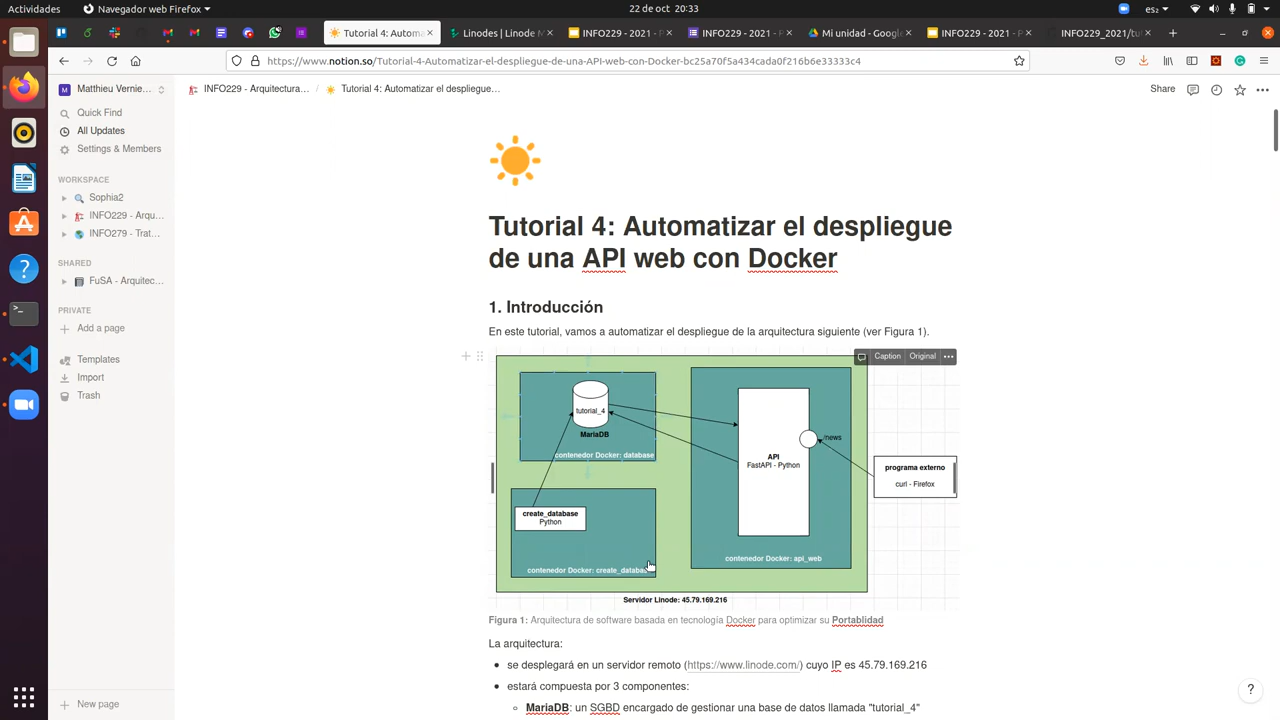 Actividades
Navegador web Firefox
22 de oct 20:33
es₂
Tutorial 4: Autom
Linodes | Linode M
INFO229 - 2021 - P
INFO229 - 2021 - P
Mi unidad - Google
INFO229 - 2021 - P
INFO229_2021/tu
https://www.notion.so/Tutorial-4-Automatizar-el-despliegue-de-una-API-web-con-Docker-bc25a70f5a434cada0f216b6e33333c4
M
Matthieu Vernie...
INFO229 - Arquitectura...
/
Tutorial 4: Automatizar el despliegue...
Share
Quick Find
All Updates
Settings & Members
WORKSPACE
Sophia2
INFO229 - Arqu...
INFO279 - Trat...
SHARED
FuSA - Arquitec...
PRIVATE
Add a page
Templates
Import
Trash
New page
Tutorial 4: Automatizar el despliegue
de una API web con Docker
1. Introducción
En este tutorial, vamos a automatizar el despliegue de la arquitectura siguiente (ver Figura 1).
Caption
Original
tutorial_4
MariaDB
contenedor Docker: database
create_database
Python
contenedor Docker: create_databa
API
FastAPI - Python
/news
contenedor Docker: api_web
programa externo
curl - Firefox
Servidor Linode: 45.79.169.216
Figura 1: Arquitectura de software basada en tecnología Docker para optimizar su Portablidad
La arquitectura:
• se desplegará en un servidor remoto (https://www.linode.com/) cuyo IP es 45.79.169.216
• estará compuesta por 3 componentes:
◦ MariaDB: un SGBD encargado de gestionar una base de datos llamada "tutorial_4"
?